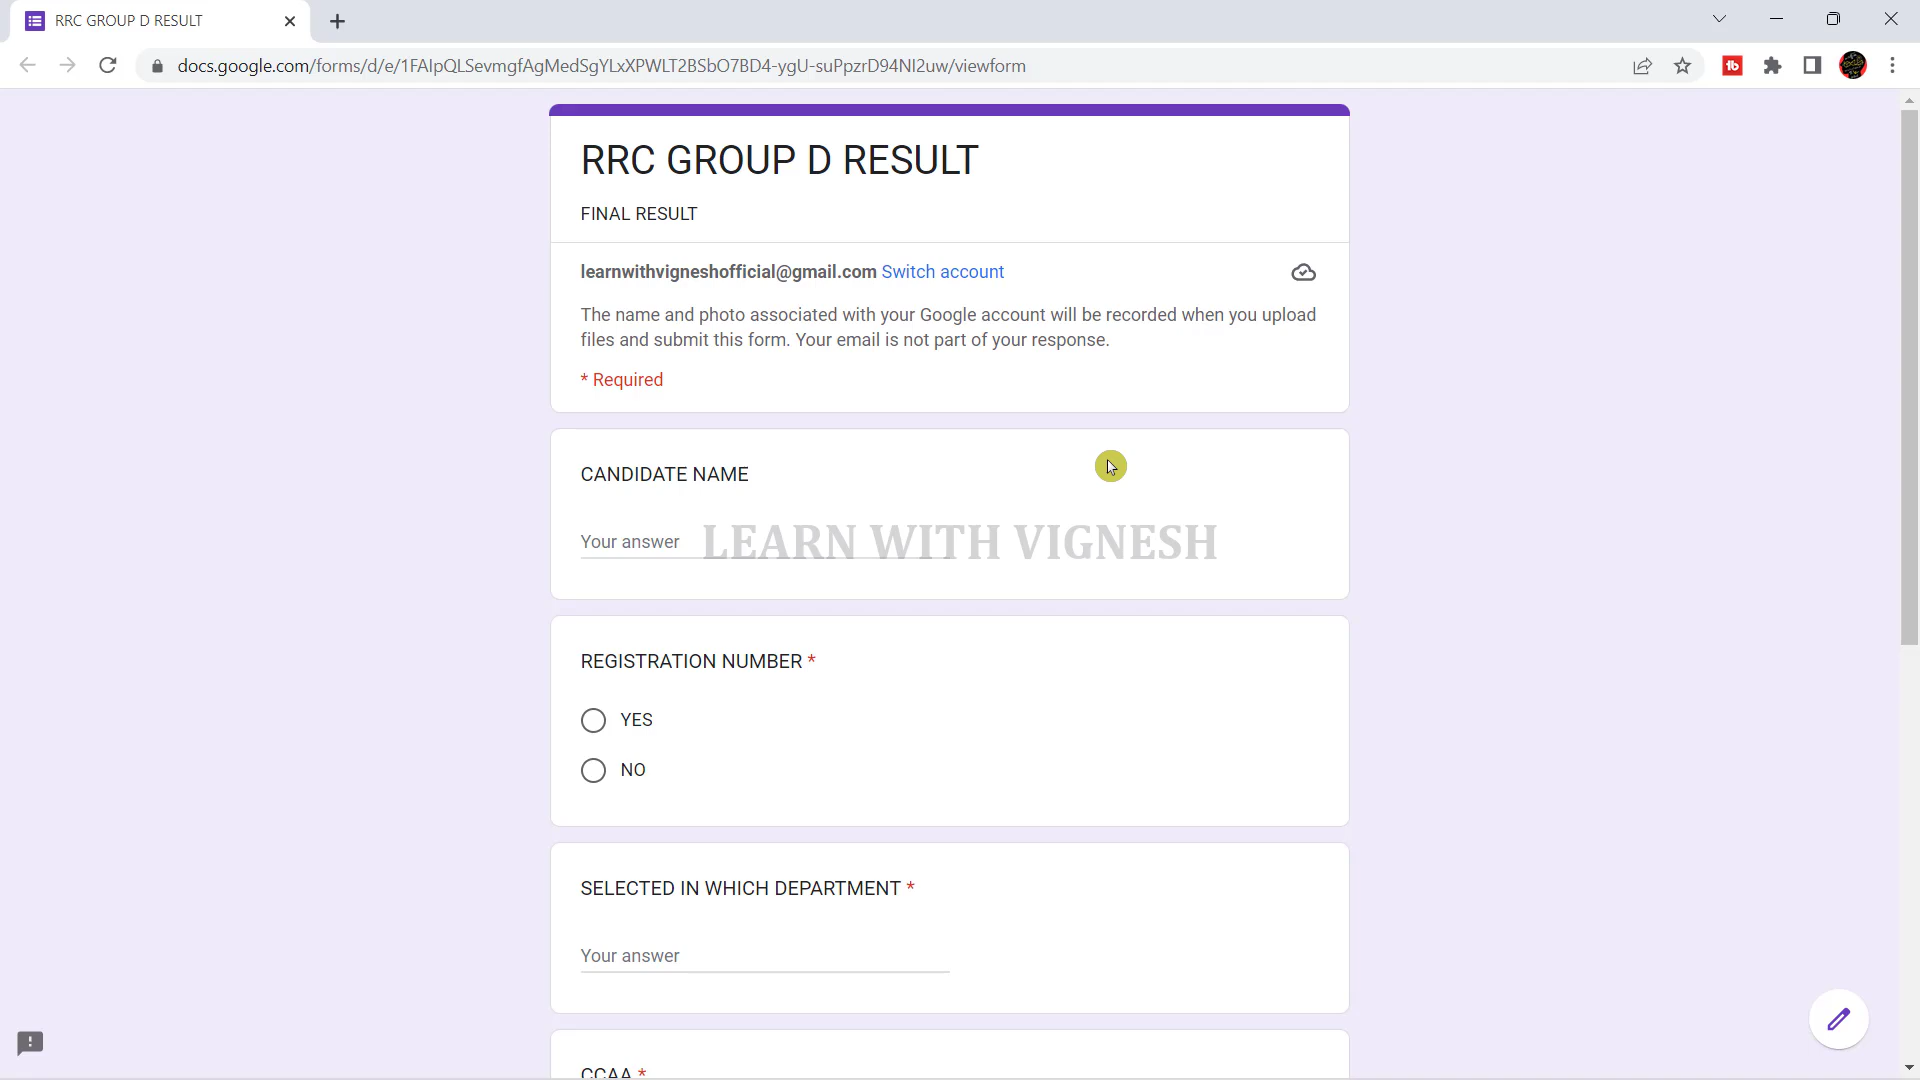 RRC GROUP D RESULT
docs.google.com/forms/d/e/1FAIpQLSevmgfAgMedSgYLxXPWLT2BSbO7BD4-ygU-suPpzrD94NI2uw/viewform
RRC GROUP D RESULT
FINAL RESULT
learnwithvigneshofficial@gmail.com Switch account
The name and photo associated with your Google account will be recorded when you upload
files and submit this form. Your email is not part of your response.
* Required
CANDIDATE NAME
Your answer
LEARN WITH VIGNESH
REGISTRATION NUMBER *
YES
NO
SELECTED IN WHICH DEPARTMENT *
Your answer
CCAA *